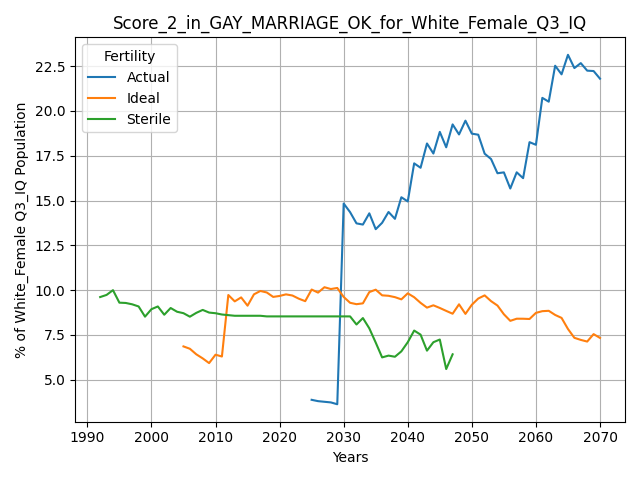 Score_2_in_GAY_MARRIAGE_OK_for_White_Female_Q3_IQ
Fertility
Actual
Ideal
Sterile
% of White_Female Q3_IQ Population
22.5
20.0
17.5
15.0
12.5
10.0
7.5
5.0
1990 2000 2010 2020 2030 2040 2050 2060 2070
Years